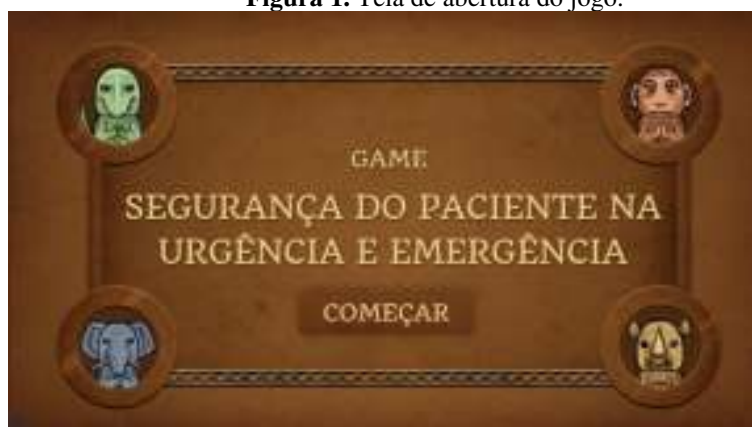 Figura 1. Tela de abertura do jogo.
GAME
SEGURANÇA DO PACIENTE NA
URGÊNCIA E EMERGÊNCIA
COMEÇAR